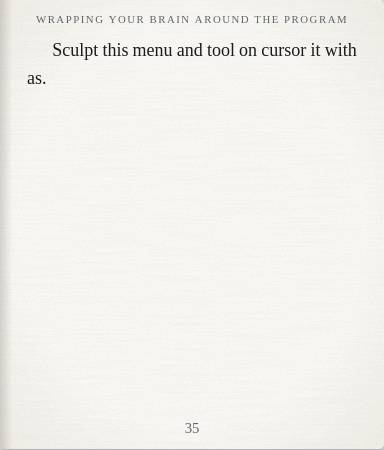 WRAPPING YOUR BRAIN AROUND THE PROGRAM
Sculpt this menu and tool on cursor it with
as.
35